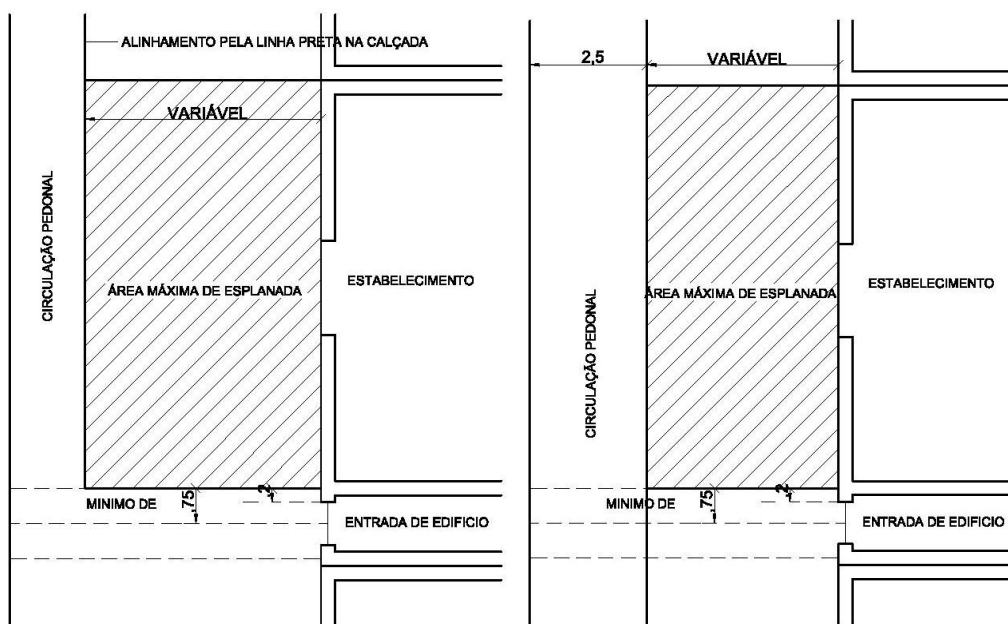 ALINHAMENTO PELA LINHA PRETA NA CALÇADA
VARIÁVEL
CIRCULAÇÃO PEDONAL
ÁREA MÁXIMA DE ESPLANADA
ESTABELECIMENTO
MINIMO DE
,75
,2
ENTRADA DE EDIFICIO
2,5
VARIÁVEL
CIRCULAÇÃO PEDONAL
ÁREA MÁXIMA DE ESPLANADA
ESTABELECIMENTO
MINIMO DE
,75
,2
ENTRADA DE EDIFICIO